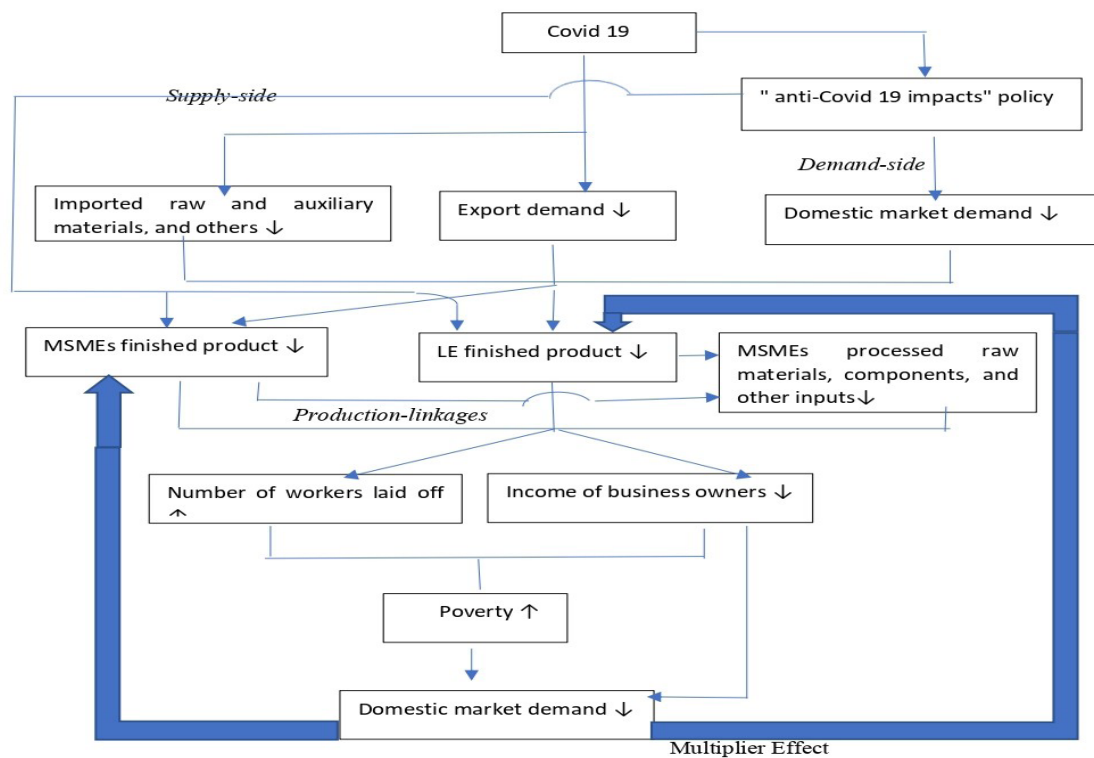 Covid 19
Supply-side
" anti-Covid 19 impacts" policy
Demand-side
Imported raw and auxiliary
materials, and others ↓
Export demand ↓
Domestic market demand ↓
MSMEs finished product ↓
LE finished product ↓
MSMEs processed raw
materials, components, and
other inputs↓
Production-linkages
Number of workers laid off
↑
Income of business owners ↓
Poverty ↑
Domestic market demand ↓
Multiplier Effect